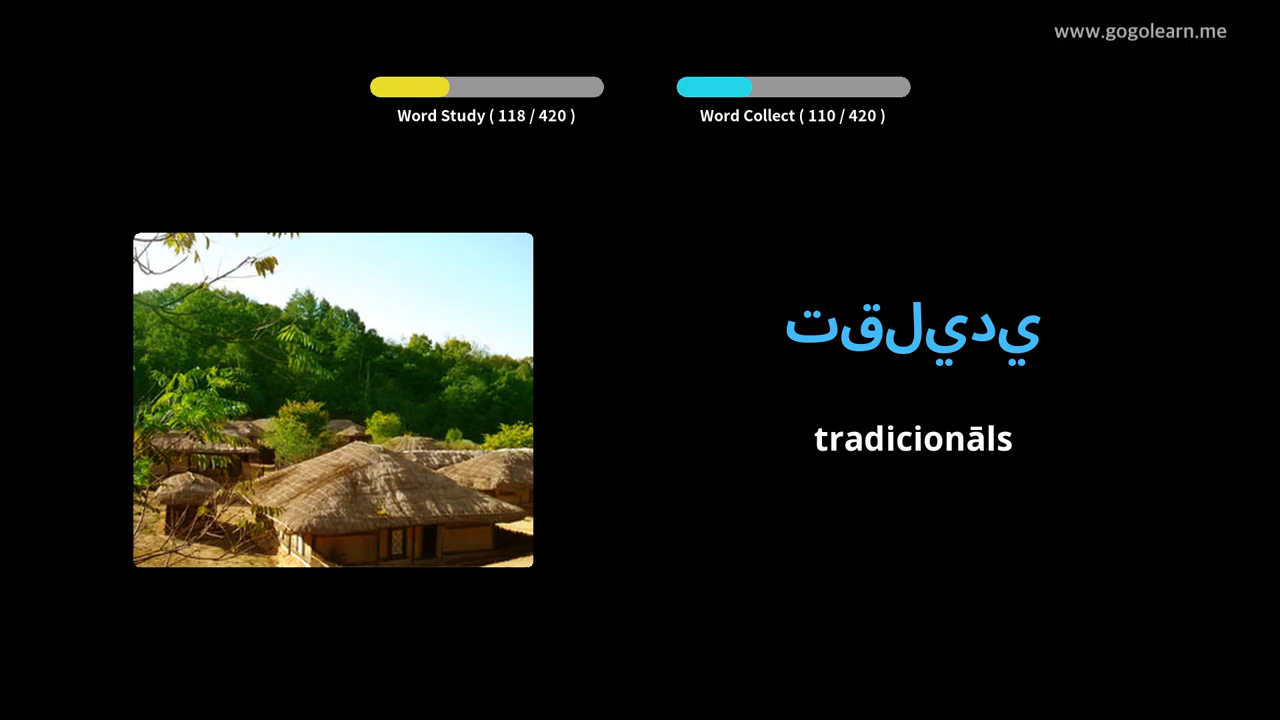 www.gogolearn.me
Word Study ( 118 / 420 )
Word Collect ( 110 / 420 )
تقليدي
tradicionāls